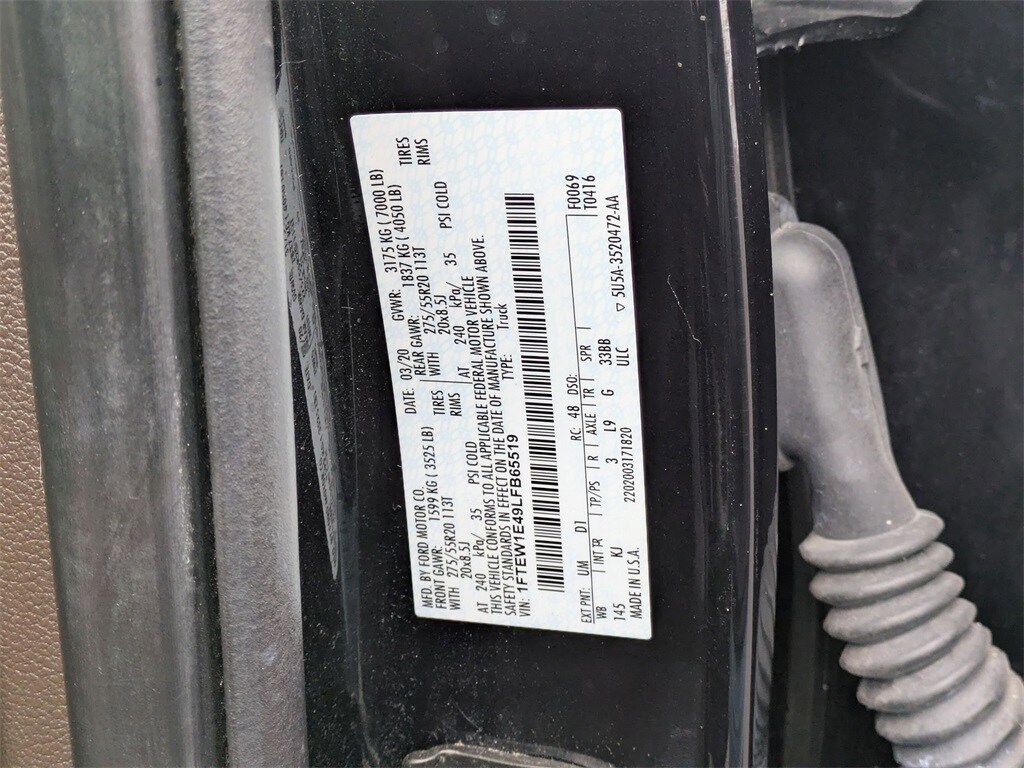 MFD. BY FORD MOTOR CO.
DATE: 03/20 GVWR: 3175 KG ( 7000 LB)
FRONT GAWR: 1599 KG ( 3525 LB) REAR GAWR: 1837 KG ( 4050 LB)
WITH 275/55R20 113T TIRES WITH 275/55R20 113T TIRES
20x8.5J RIMS 20x8.5J RIMS
AT 240 kPa/ 35 PSI COLD AT 240 kPa/ 35 PSI COLD
THIS VEHICLE CONFORMS TO ALL APPLICABLE FEDERAL MOTOR VEHICLE
SAFETY STANDARDS IN EFFECT ON THE DATE OF MANUFACTURE SHOWN ABOVE.
VIN: 1FTEW1E49LFB65519 TYPE: Truck
F0069
T0416
EXT PNT: UM D1 RC: 48 DSO:
WB INT TR TP/PS R AXLE TR SPR
145 KJ 3 L9 G 33BB
MADE IN U.S.A. 2202003171820 ULC
▽ 5U5A-3520472-AA